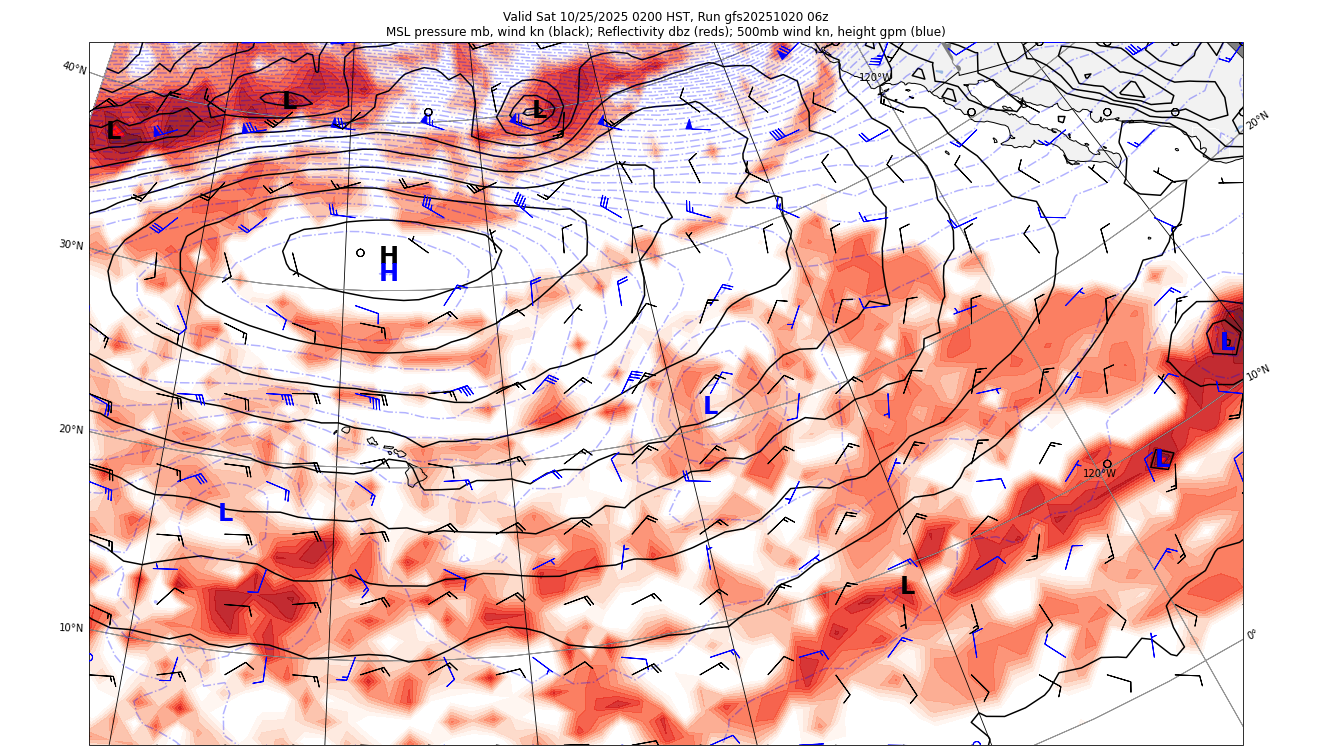 Valid Sat 10/25/2025 0200 HST, Run gfs20251020 06z
MSL pressure mb, wind kn (black); Reflectivity dbz (reds); 500mb wind kn, height gpm (blue)
40°N
120°W
20°N
L
L
L
30°N
H
H
L
10°N
L
20°N
120°W
L
L
L
10°N
0°